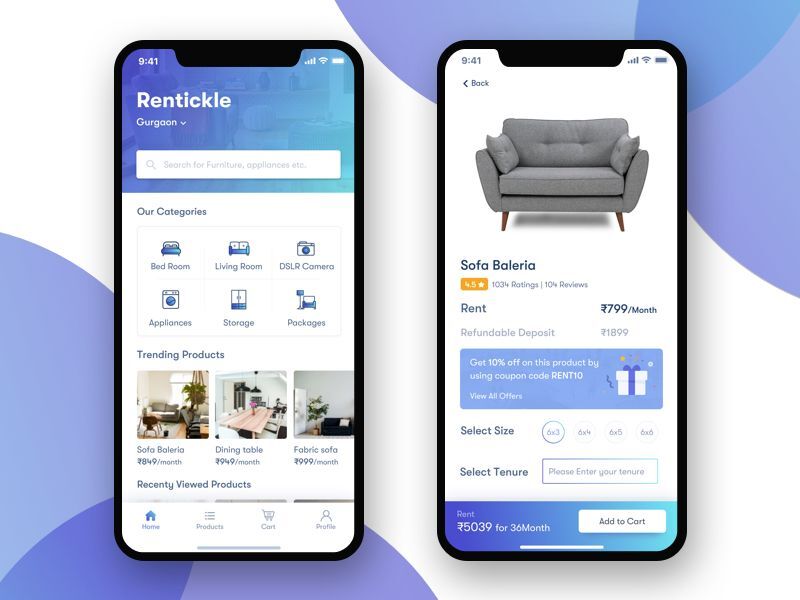 9:41
Rentickle
Gurgaon
Search for Furniture, appliances etc.
Our Categories
Bed Room
Living Room
DSLR Camera
Appliances
Storage
Packages
Trending Products
Sofa Baleria
₹849/month
Dining table
₹949/month
Fabric sofa
₹999/month
Recenty Viewed Products
Home
Products
Cart
Profile
9:41
Back
Sofa Baleria
4.5 1034 Ratings | 104 Reviews
Rent ₹799/Month
Refundable Deposit ₹1899
Get 10% off on this product by
using coupon code RENT10
View All Offers
Select Size 6x3 6x4 6x5 6x6
Select Tenure Please Enter your tenure
Rent
₹5039 for 36Month
Add to Cart